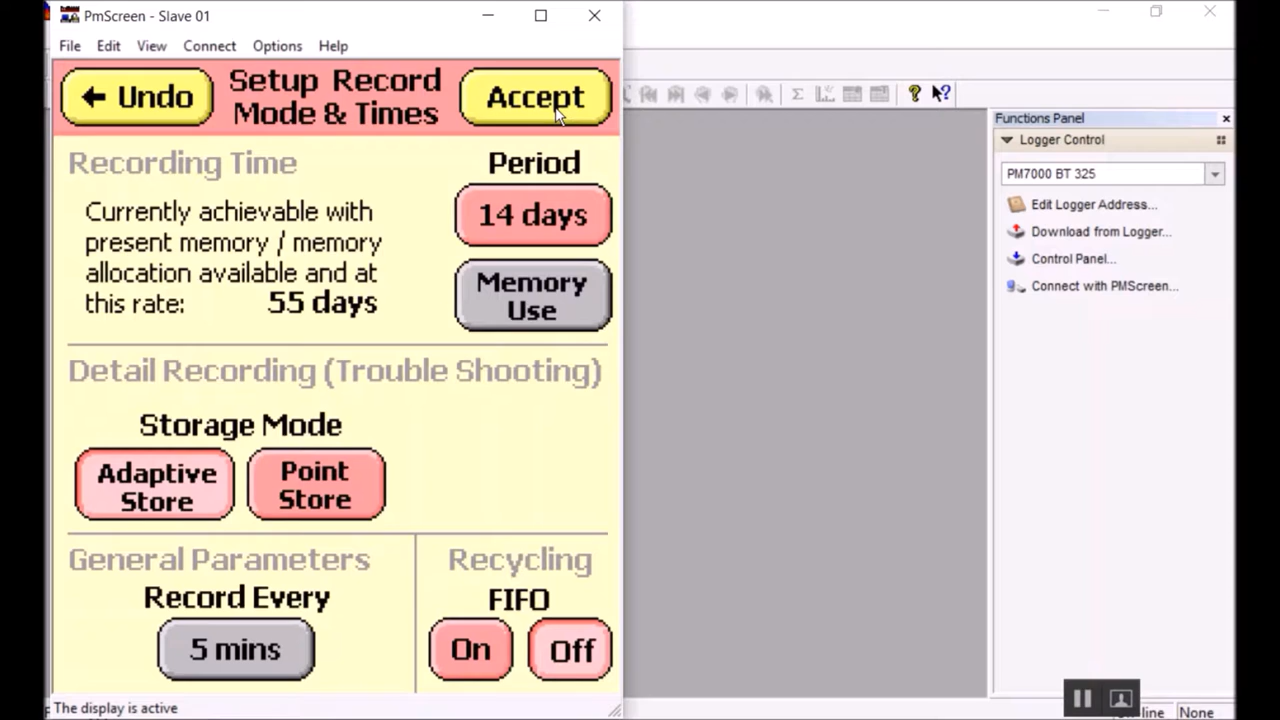 PmScreen - Slave 01
File Edit View Connect Options Help
Undo
Setup Record
Mode & Times
Accept
Recording Time
Period
Currently achievable with
present memory / memory
allocation available and at
this rate: 55 days
14 days
Memory
Use
Detail Recording (Trouble Shooting)
Storage Mode
Adaptive
Store
Point
Store
General Parameters
Record Every
5 mins
Recycling
FIFO
On Off
The display is active
Functions Panel
Logger Control
PM7000 BT 325
Edit Logger Address...
Download from Logger...
Control Panel...
Connect with PMScreen...
None